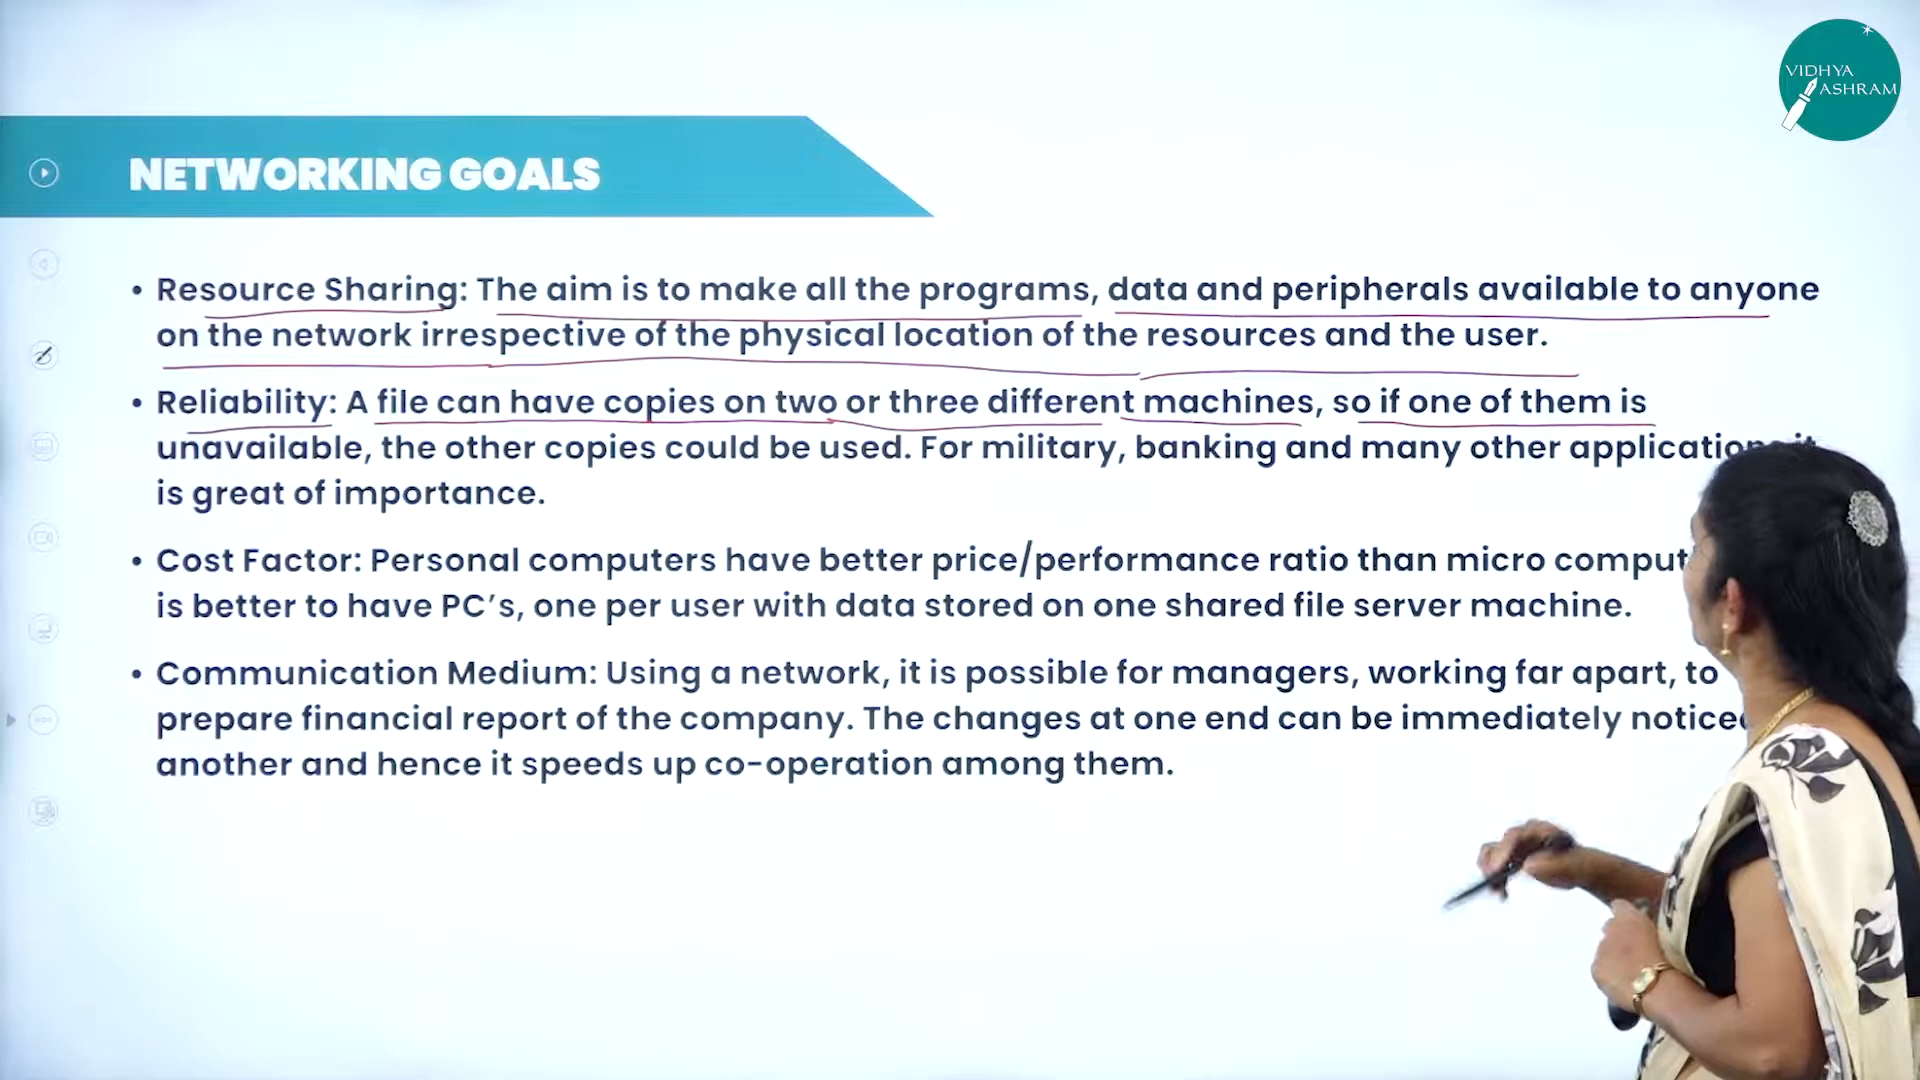 VIDHYA
ASHRAM
NETWORKING GOALS
• Resource Sharing: The aim is to make all the programs, data and peripherals available to anyone
on the network irrespective of the physical location of the resources and the user.
• Reliability: A file can have copies on two or three different machines, so if one of them is
unavailable, the other copies could be used. For military, banking and many other
is great of importance.
• Cost Factor: Personal computers have better price/performance ratio than micro
is better to have PC’s, one per user with data stored on one shared file server machine.
• Communication Medium: Using a network, it is possible for managers, working far apart, to
prepare financial report of the company. The changes at one end can be immediately
another and hence it speeds up co-operation among them.